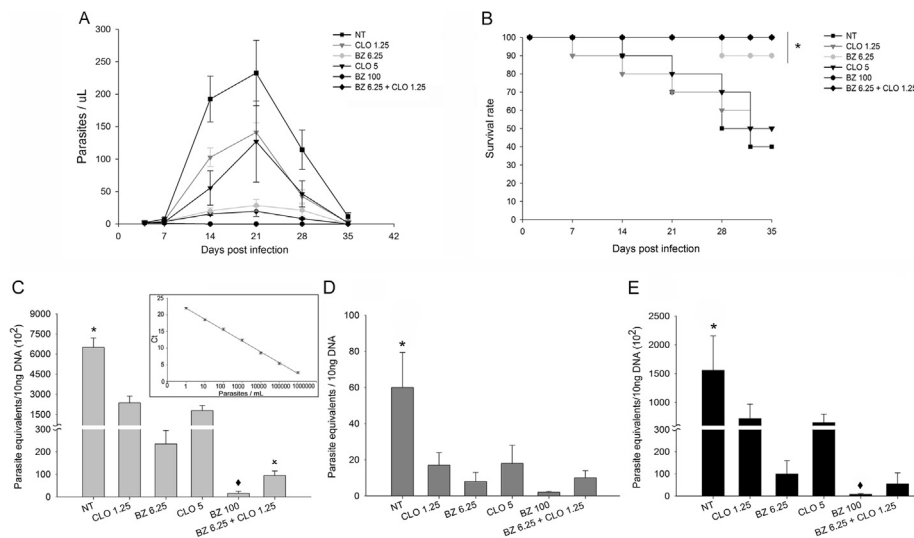 A
Parasites / uL
300
250
200
150
100
50
0
0 7 14 21 28 35 42
Days post infection
NT
CLO 1.25
BZ 6.25
CLO 5
BZ 100
BZ 6.25 + CLO 1.25
B
Survival rate
100
90
80
70
60
50
40
30
20
10
0
0 7 14 21 28 35
Days post infection
*
NT
CLO 1.25
BZ 6.25
CLO 5
BZ 100
BZ 6.25 + CLO 1.25
C
Parasite equivalents/10ng DNA (10²)
9000
7500
6000
4500
3000
1500
300
200
100
0
*
♦
×
NT CLO 1.25 BZ 6.25 CLO 5 BZ 100 BZ 6.25 + CLO 1.25
Ct
25
20
15
10
5
0
1 10 100 1000 10000 100000 1000000
Parasites / mL
D
Parasite equivalents / 10ng DNA
80
60
40
20
0
*
NT CLO 1.25 BZ 6.25 CLO 5 BZ 100 BZ 6.25 + CLO 1.25
E
Parasite equivalents/10ng DNA (10²)
2500
2000
1500
1000
300
200
100
0
*
♦
NT CLO 1.25 BZ 6.25 CLO 5 BZ 100 BZ 6.25 + CLO 1.25